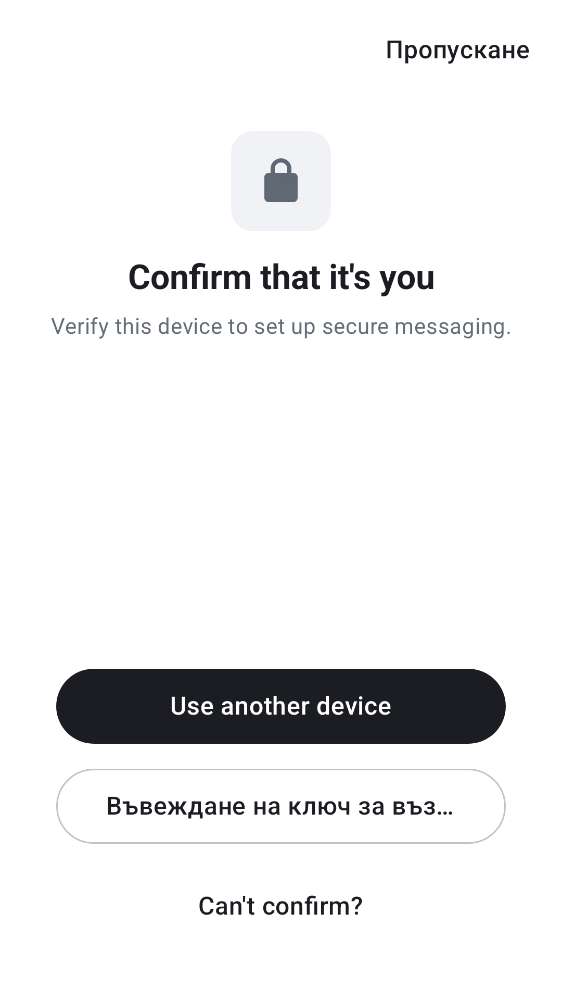 Пропускане
Confirm that it's you
Verify this device to set up secure messaging.
Use another device
Въвеждане на ключ за въз…
Can't confirm?